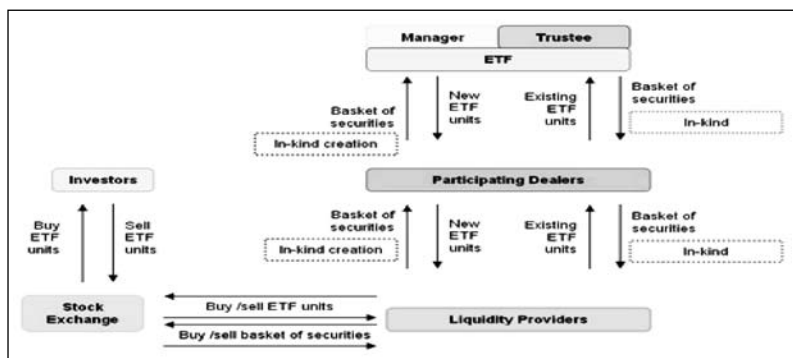 Manager
Trustee
ETF
Basket of
securities
In-kind creation
New
ETF
units
Existing
ETF
units
Basket of
securities
In-kind
Investors
Participating Dealers
Buy
ETF
units
Sell
ETF
units
Basket of
securities
In-kind creation
New
ETF
units
Existing
ETF
units
Basket of
securities
In-kind
Stock
Exchange
Buy /sell ETF units
Buy /sell basket of securities
Liquidity Providers